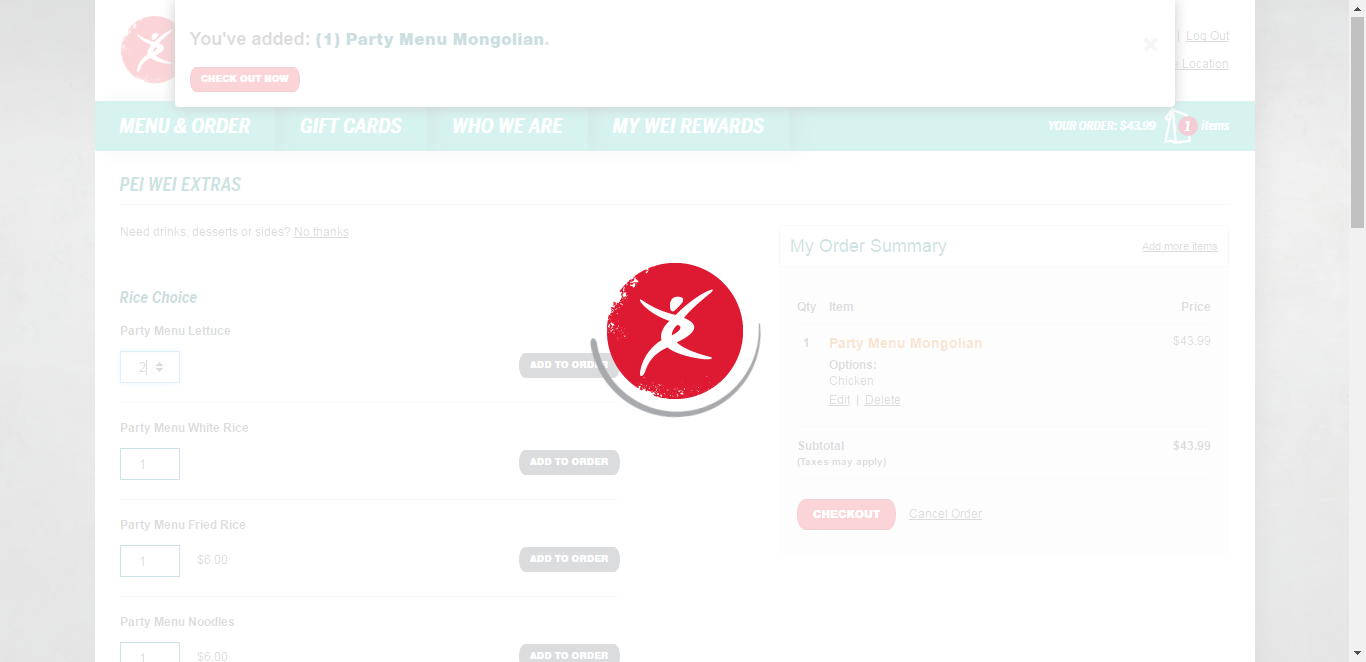 You've added: (1) Party Menu Mongolian.
CHECK OUT NOW
| Log Out
Location
MENU & ORDER GIFT CARDS WHO WE ARE MY WEI REWARDS YOUR ORDER: $43.99 1 items
PEI WEI EXTRAS
Need drinks, desserts or sides? No thanks
Rice Choice
Party Menu Lettuce
2 ADD TO ORDER
Party Menu White Rice
1 ADD TO ORDER
Party Menu Fried Rice
1 $6.00 ADD TO ORDER
Party Menu Noodles
1 $6.00 ADD TO ORDER
My Order Summary Add more items
Qty Item Price
1 Party Menu Mongolian $43.99
Options:
Chicken
Edit | Delete
Subtotal $43.99
(Taxes may apply)
CHECKOUT Cancel Order